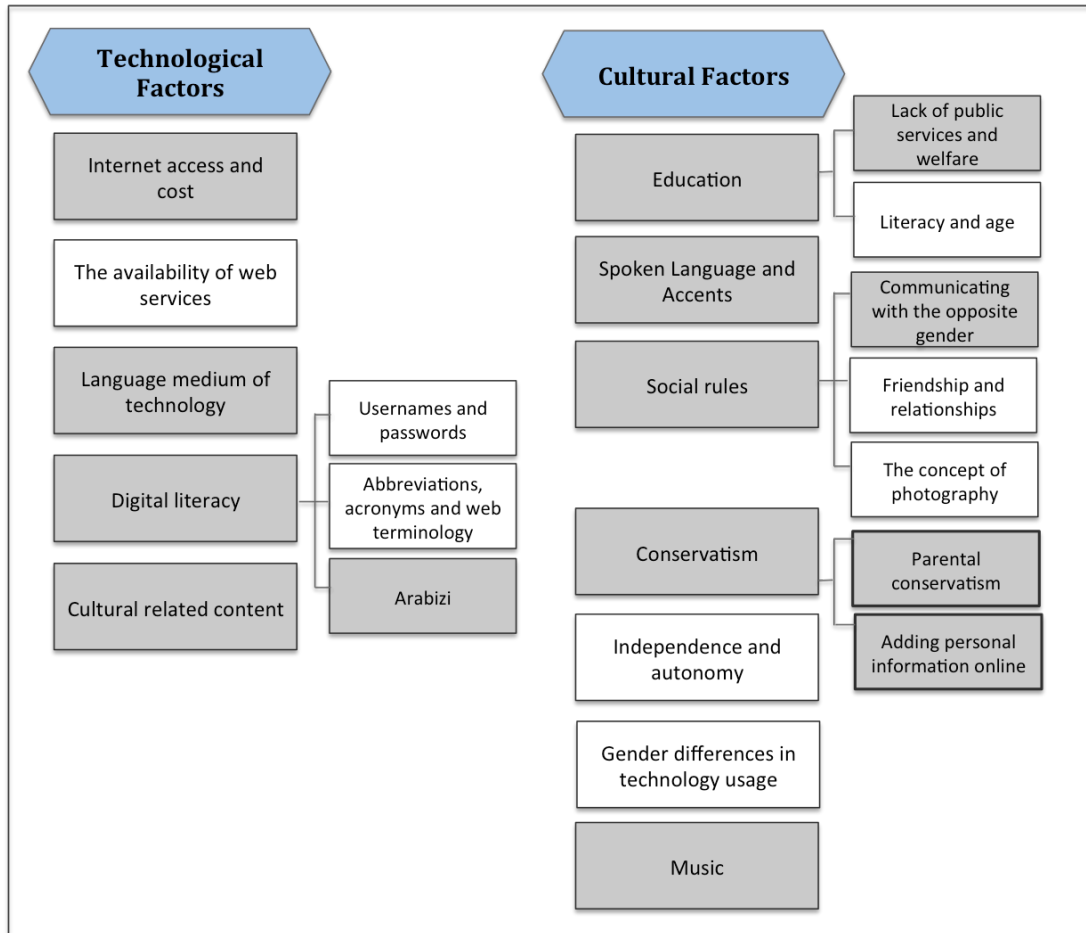 Technological
Factors
Internet access and
cost
The availability of web
services
Language medium of
technology
Digital literacy
Usernames and
passwords
Abbreviations,
acronyms and web
terminology
Arabizi
Cultural related content
Cultural Factors
Education
Lack of public
services and
welfare
Literacy and age
Spoken Language and
Accents
Social rules
Communicating
with the opposite
gender
Friendship and
relationships
The concept of
photography
Conservatism
Parental
conservatism
Adding personal
information online
Independence and
autonomy
Gender differences in
technology usage
Music